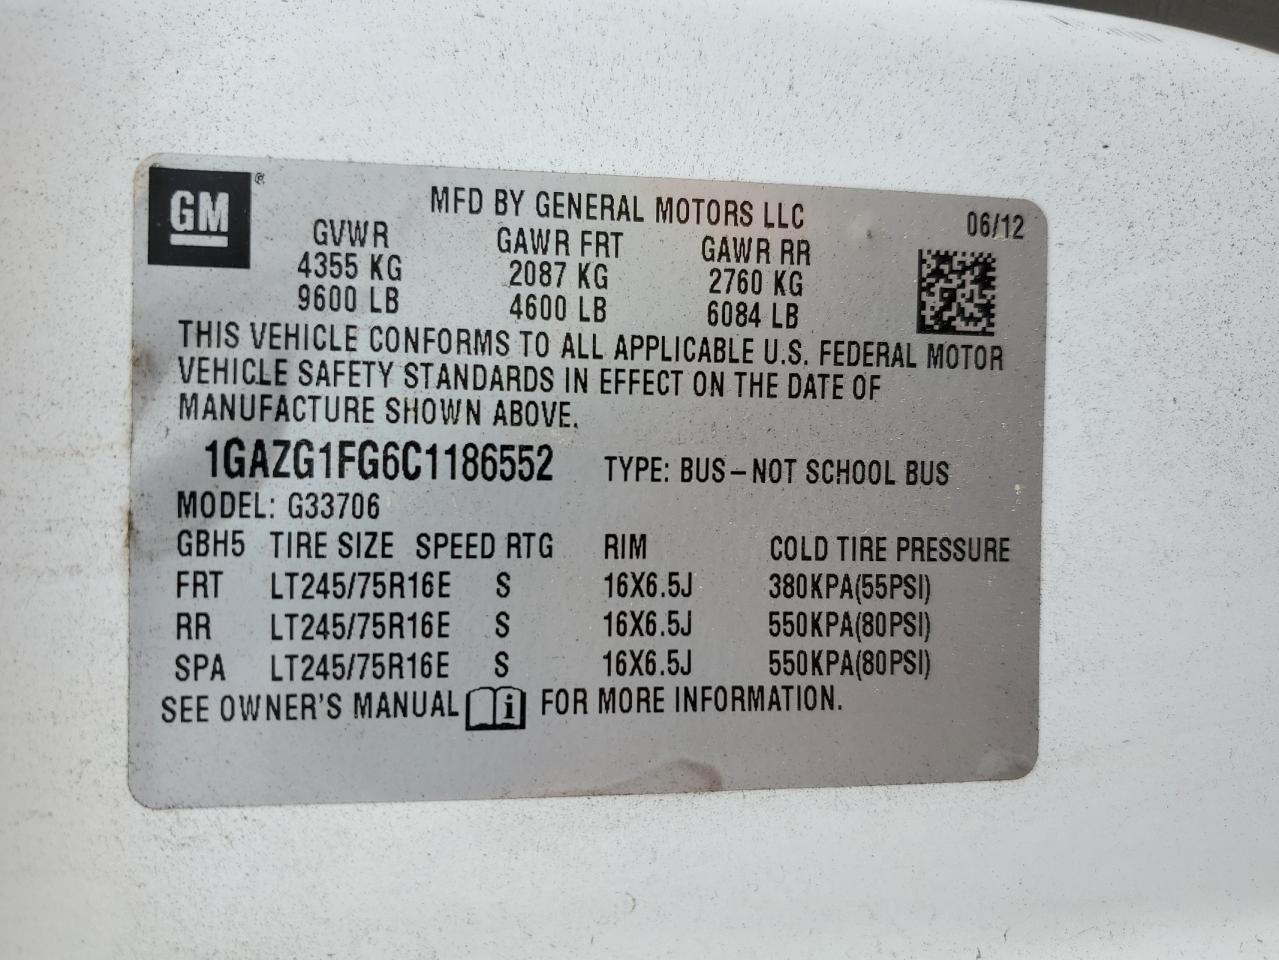 GM ®
MFD BY GENERAL MOTORS LLC 06/12
GVWR GAWR FRT GAWR RR
4355 KG 2087 KG 2760 KG
9600 LB 4600 LB 6084 LB
THIS VEHICLE CONFORMS TO ALL APPLICABLE U.S. FEDERAL MOTOR
VEHICLE SAFETY STANDARDS IN EFFECT ON THE DATE OF
MANUFACTURE SHOWN ABOVE.
1GAZG1FG6C1186552 TYPE: BUS–NOT SCHOOL BUS
MODEL: G33706
GBH5 TIRE SIZE SPEED RTG RIM COLD TIRE PRESSURE
FRT LT245/75R16E S 16X6.5J 380KPA(55PSI)
RR LT245/75R16E S 16X6.5J 550KPA(80PSI)
SPA LT245/75R16E S 16X6.5J 550KPA(80PSI)
SEE OWNER'S MANUAL i FOR MORE INFORMATION.